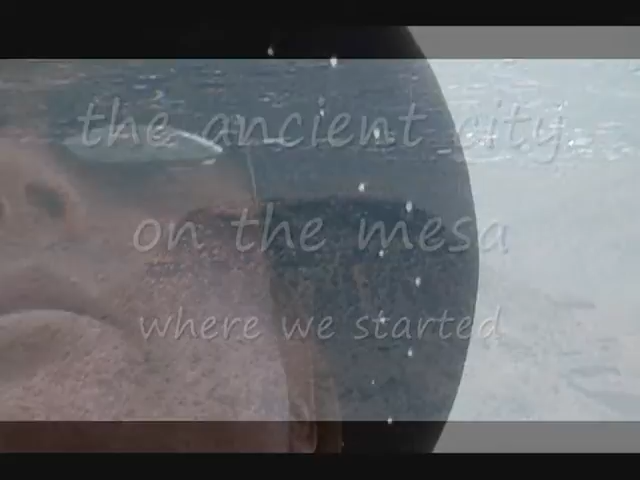 the ancient city
on the mesa
where we started